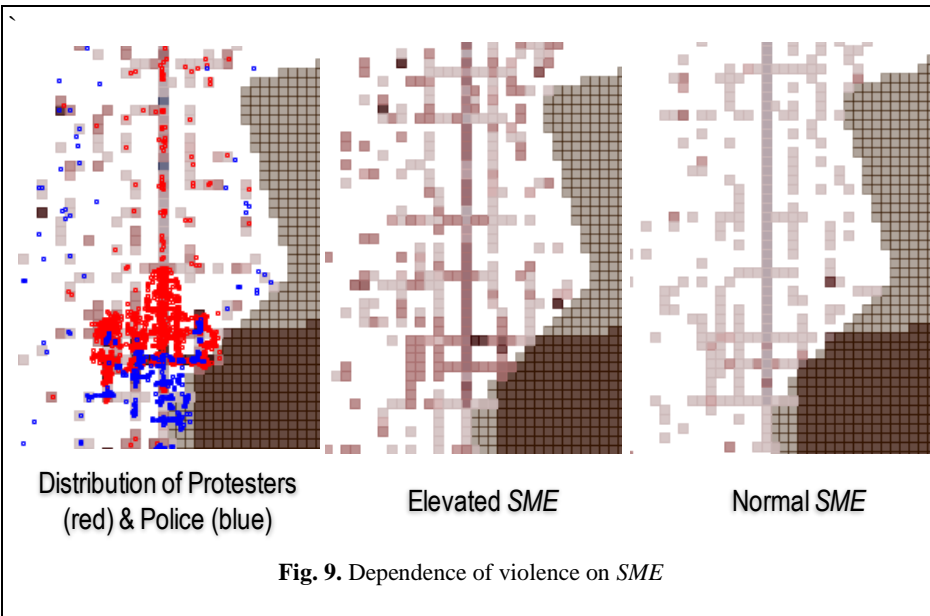 `
Distribution of Protesters
(red) & Police (blue)
Elevated SME
Normal SME
Fig. 9. Dependence of violence on SME